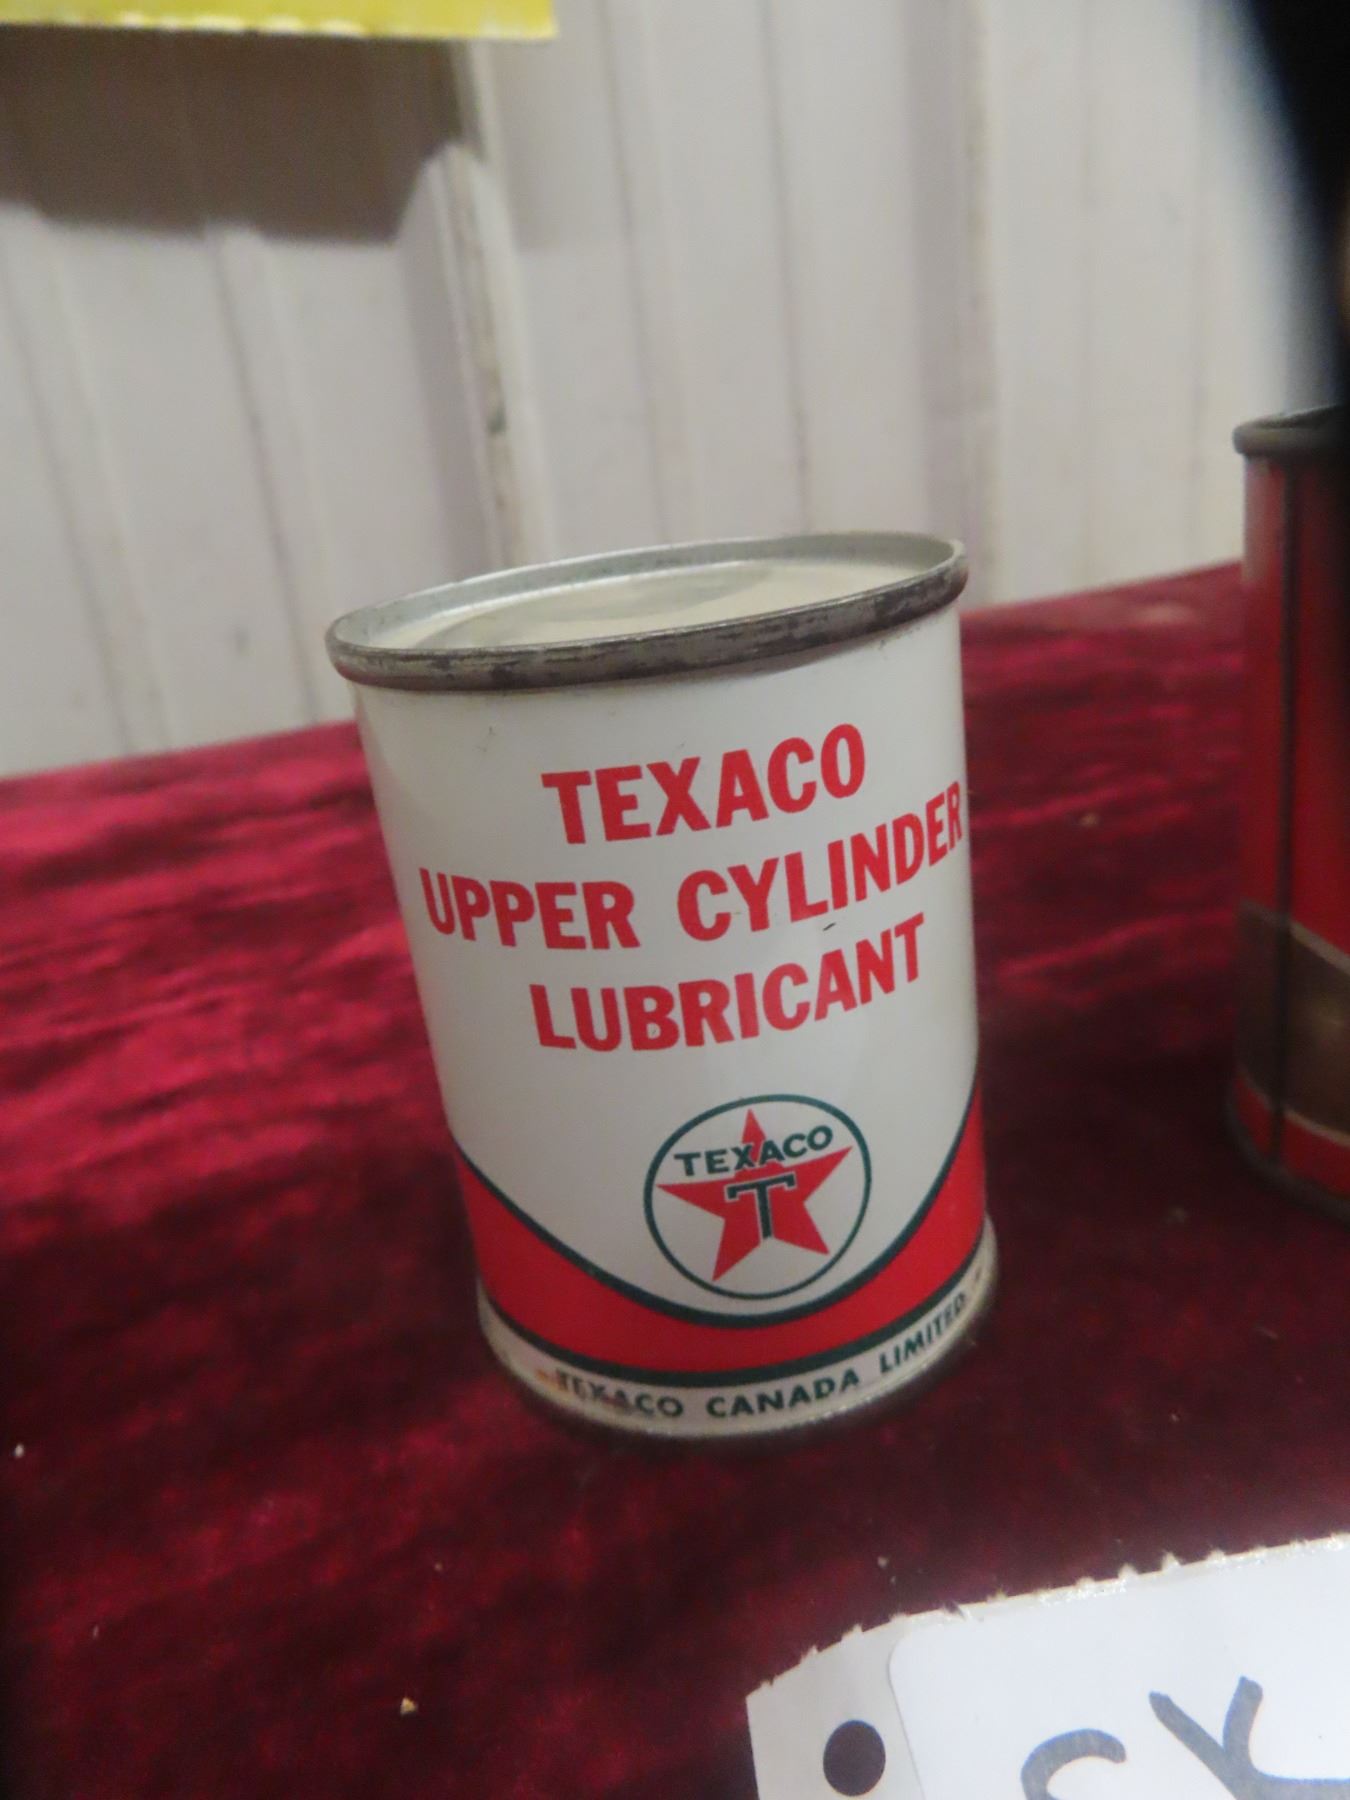 TEXACO
UPPER CYLINDER
LUBRICANT
TEXACO
T
TEXACO CANADA LIMITED